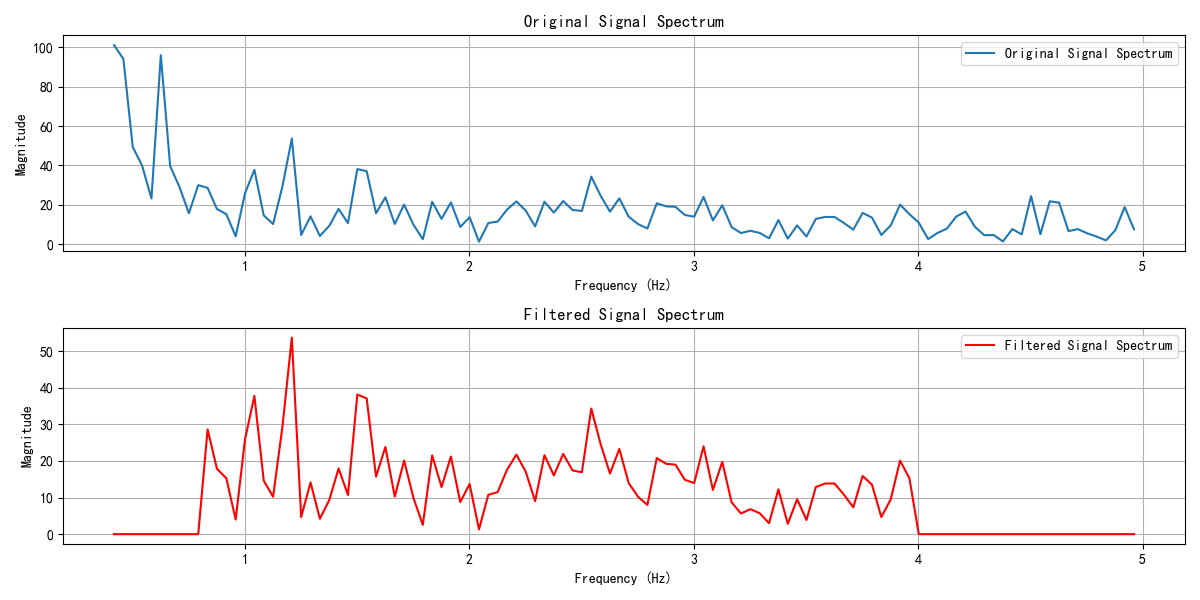 Original Signal Spectrum
Original Signal Spectrum
Magnitude
100
80
60
40
20
0
1 2 3 4 5
Frequency (Hz)
Filtered Signal Spectrum
Filtered Signal Spectrum
Magnitude
50
40
30
20
10
0
1 2 3 4 5
Frequency (Hz)